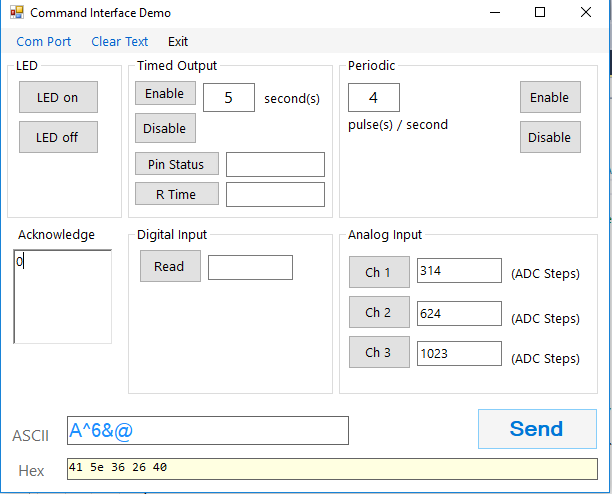 Command Interface Demo
Com Port Clear Text Exit
LED
LED on
LED off
Timed Output
Enable 5 second(s)
Disable
Pin Status
R Time
Periodic
4 Enable
pulse(s) / second
Disable
Acknowledge
0
Digital Input
Read
Analog Input
Ch 1 314 (ADC Steps)
Ch 2 624 (ADC Steps)
Ch 3 1023 (ADC Steps)
ASCII A^6&@ Send
Hex 41 5e 36 26 40